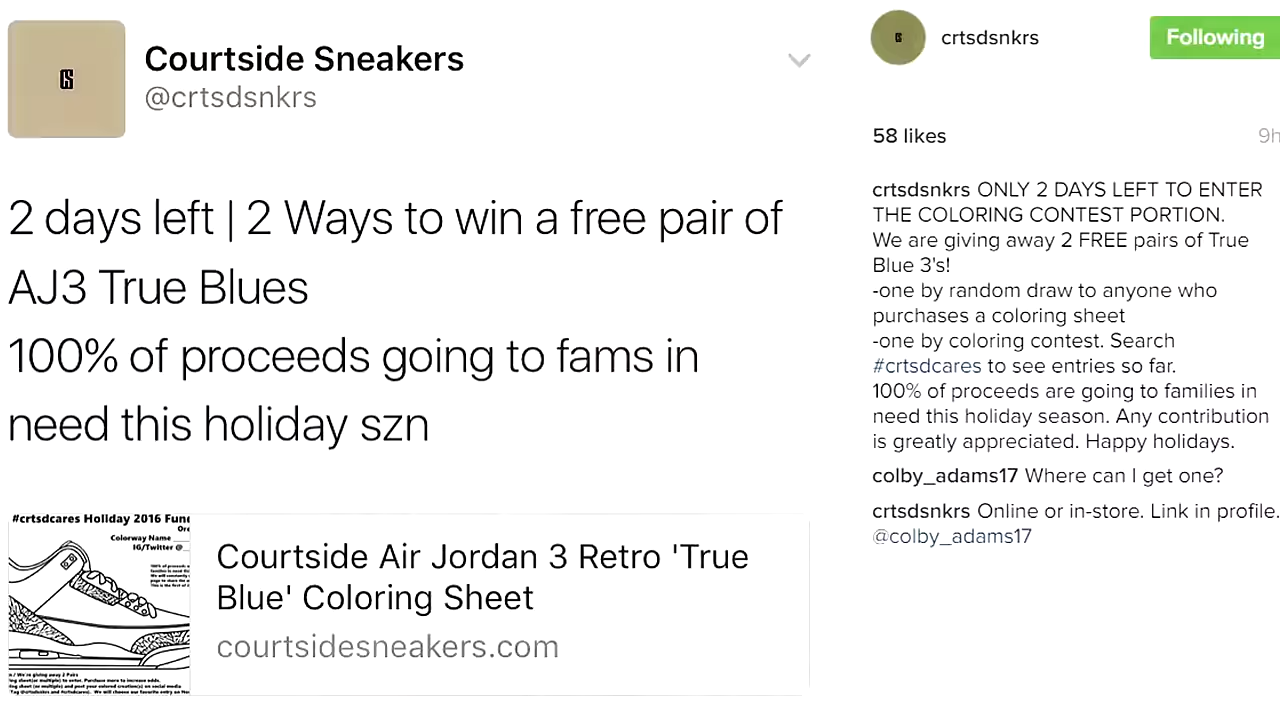 Courtside Sneakers
@crtsdsnkrs
2 days left | 2 Ways to win a free pair of
AJ3 True Blues
100% of proceeds going to fams in
need this holiday szn
#crtsdcares Holiday 2016 Fun
Colorway Name
IG/Twitter @
Courtside Air Jordan 3 Retro 'True
Blue' Coloring Sheet
courtsidesneakers.com
crtsdsnkrs
Following
58 likes
9h
crtsdsnkrs ONLY 2 DAYS LEFT TO ENTER
THE COLORING CONTEST PORTION.
We are giving away 2 FREE pairs of True
Blue 3's!
-one by random draw to anyone who
purchases a coloring sheet
-one by coloring contest. Search
#crtsdcares to see entries so far.
100% of proceeds are going to families in
need this holiday season. Any contribution
is greatly appreciated. Happy holidays.
colby_adams17 Where can I get one?
crtsdsnkrs Online or in-store. Link in profile.
@colby_adams17